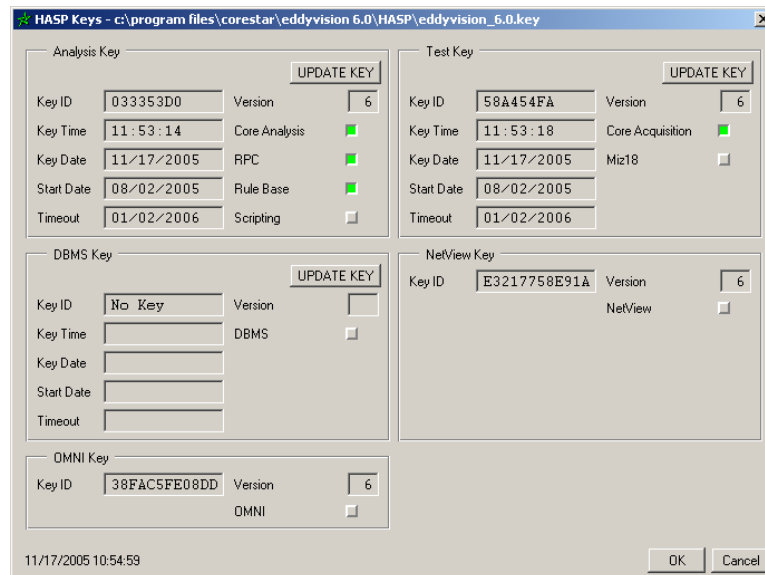 HASP Keys - c:\program files\corestar\eddyvision 6.0\HASP\eddyvision_6.0.key
Analysis Key
UPDATE KEY
Key ID 033353D0 Version 6
Key Time 11:53:14 Core Analysis
Key Date 11/17/2005 RPC
Start Date 08/02/2005 Rule Base
Timeout 01/02/2006 Scripting
Test Key
UPDATE KEY
Key ID 58A454FA Version 6
Key Time 11:53:18 Core Acquisition
Key Date 11/17/2005 Miz18
Start Date 08/02/2005
Timeout 01/02/2006
DBMS Key
UPDATE KEY
Key ID No Key Version
Key Time DBMS
Key Date
Start Date
Timeout
NetView Key
Key ID E3217758E91A Version 6
NetView
OMNI Key
Key ID 38FAC5FE08DD Version 6
OMNI
11/17/2005 10:54:59
OK Cancel